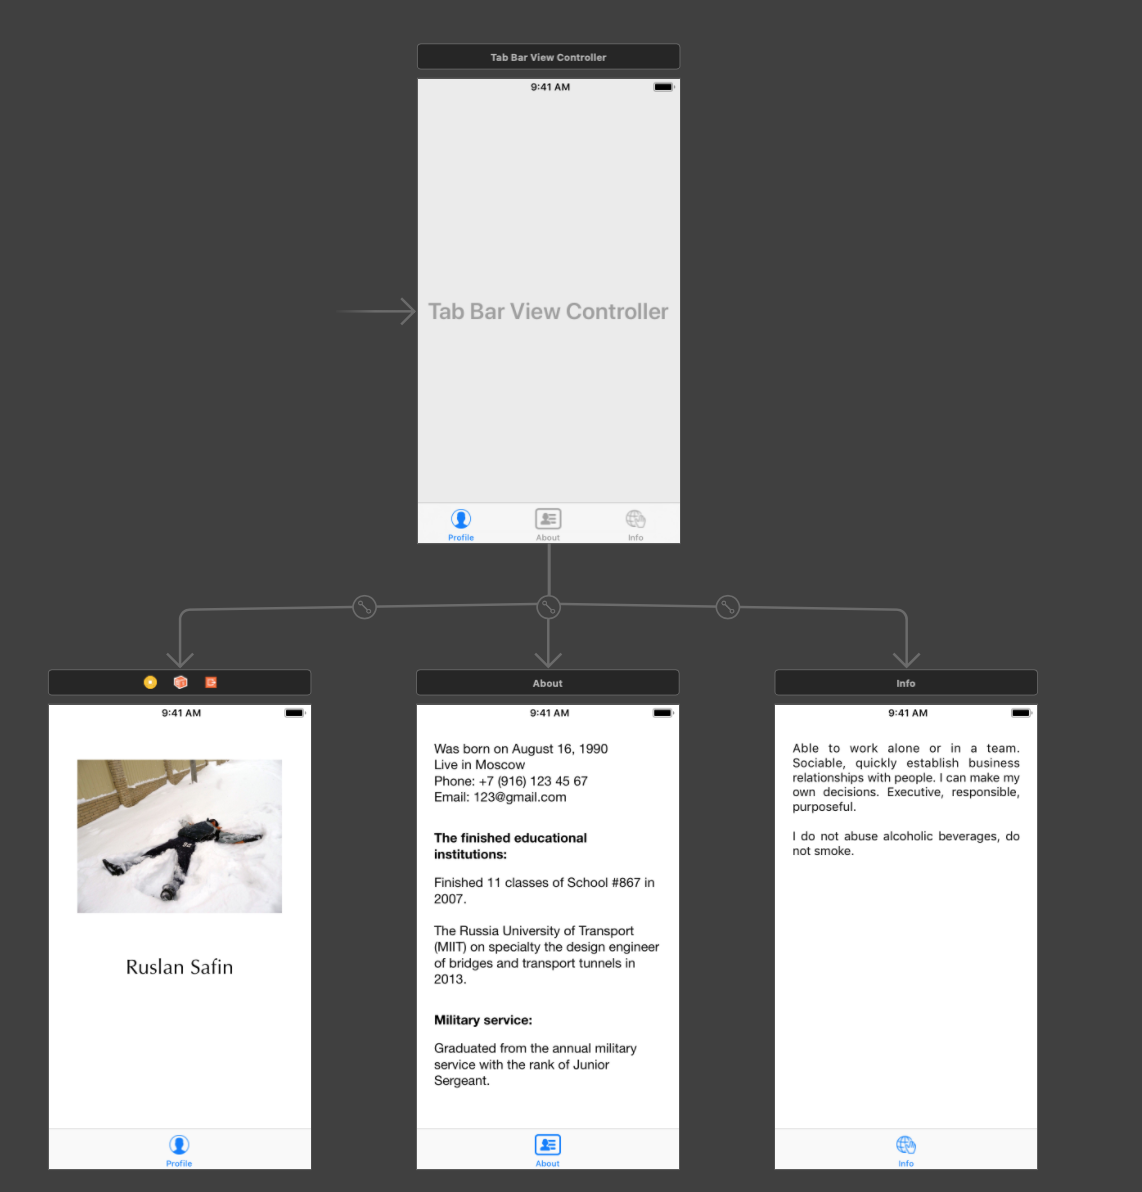 Tab Bar View Controller
9:41 AM
Tab Bar View Controller
Profile
About
Info
9:41 AM
Ruslan Safin
Profile
About
9:41 AM
Was born on August 16, 1990
Live in Moscow
Phone: +7 (916) 123 45 67
Email: 123@gmail.com
The finished educational
institutions:
Finished 11 classes of School #867 in
2007.
The Russia University of Transport
(MIIT) on specialty the design engineer
of bridges and transport tunnels in
2013.
Military service:
Graduated from the annual military
service with the rank of Junior
Sergeant.
About
Info
9:41 AM
Able to work alone or in a team.
Sociable, quickly establish business
relationships with people. I can make my
own decisions. Executive, responsible,
purposeful.
I do not abuse alcoholic beverages, do
not smoke.
Info